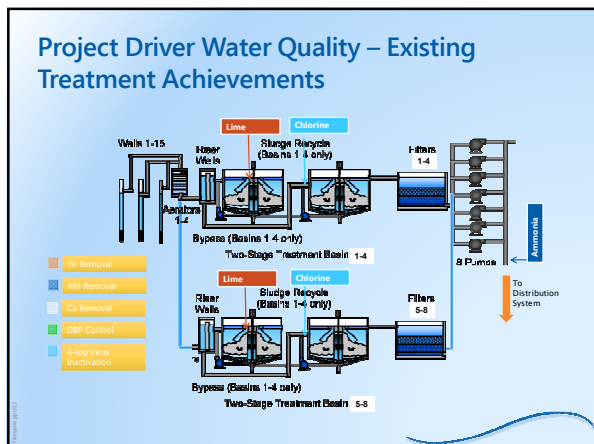 Project Driver Water Quality – Existing
Treatment Achievements
Lime
Chlorine
Walls 1-15
Riser
Wells
Sludge Recycle
(Basins 1-4 only)
Filters
1-4
Aerators
1-4
Bypass (Basins 1-4 only)
Two-Stage Treatment Basin 1-4
8 Pumps
Ammonia
To
Distribution
System
Fe Removal
Mn Removal
Ca Removal
DBP Control
4-log Virus
Inactivation
Lime
Chlorine
Riser
Wells
Sludge Recycle
(Basins 1-4 only)
Filters
5-8
Bypass (Basins 1-4 only)
Two-Stage Treatment Basin 5-8
Filename.ppt/13